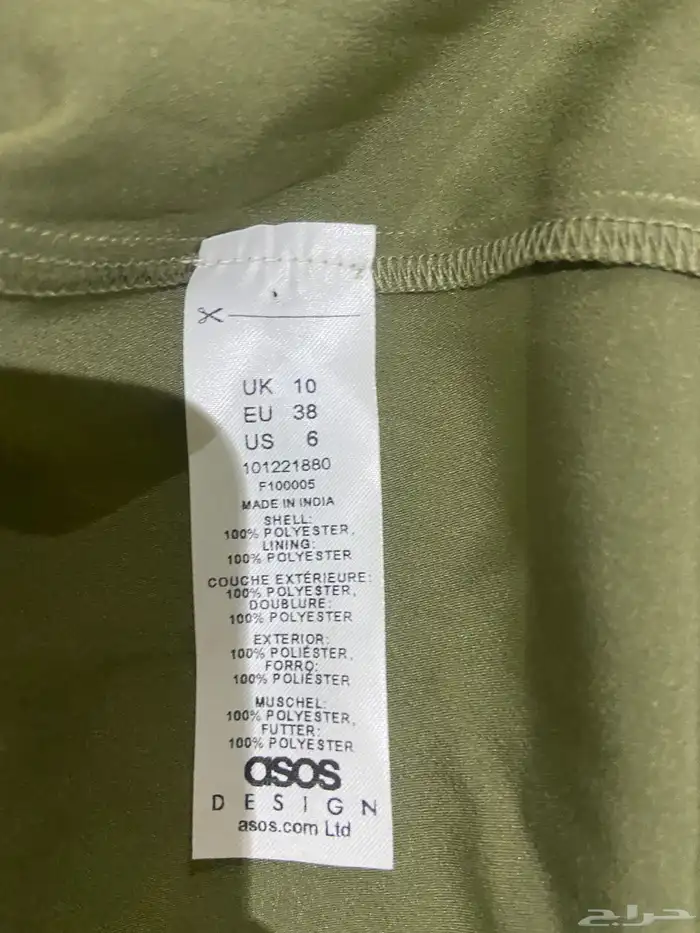 UK 10
EU 38
US 6
101221880
F100005
MADE IN INDIA
SHELL:
100% POLYESTER,
LINING:
100% POLYESTER
COUCHE EXTÉRIEURE:
100% POLYESTER,
DOUBLURE:
100% POLYESTER
EXTERIOR:
100% POLIÉSTER,
FORRO:
100% POLIÉSTER
MUSCHEL:
100% POLYESTER,
FUTTER:
100% POLYESTER
asos
DESIGN
asos.com Ltd
حراج